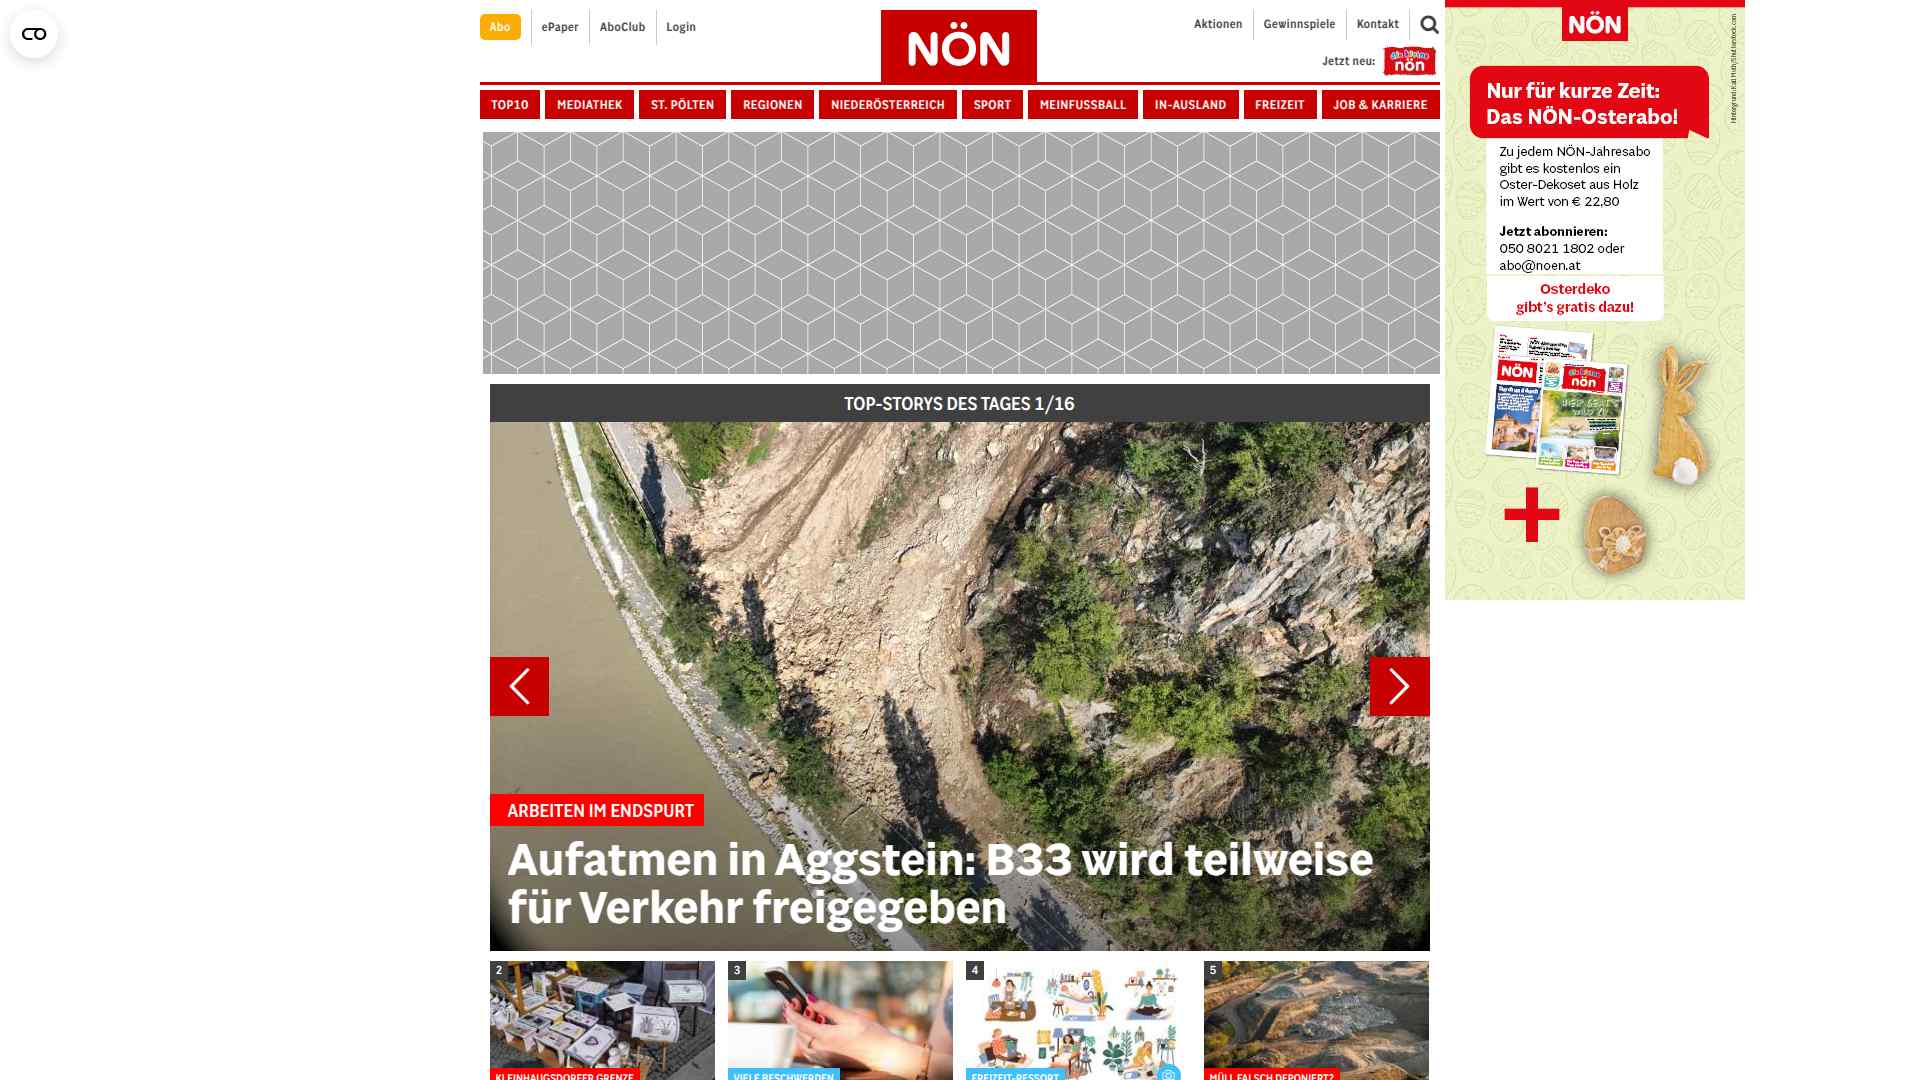 Abo
ePaper
AboClub
Login
NÖN
Aktionen
Gewinnspiele
Kontakt
Jetzt neu:
die kleine
nön
TOP10
MEDIATHEK
ST. PÖLTEN
REGIONEN
NIEDERÖSTERREICH
SPORT
MEINFUSSBALL
IN-AUSLAND
FREIZEIT
JOB & KARRIERE
TOP-STORYS DES TAGES 1/16
ARBEITEN IM ENDSPURT
Aufatmen in Aggstein: B33 wird teilweise
für Verkehr freigegeben
2
KLEINHAUGSDORFER GRENZE
3
VIELE BESCHWERDEN
4
FREIZEIT-RESSORT
5
MÜLL FALSCH DEPONIERT?
NÖN
Nur für kurze Zeit:
Das NÖN-Osterabo!
Zu jedem NÖN-Jahresabo
gibt es kostenlos ein
Oster-Dekoset aus Holz
im Wert von € 22,80
Jetzt abonnieren:
050 8021 1802 oder
abo@noen.at
Osterdeko
gibt's gratis dazu!
NÖN
die kleine
nön